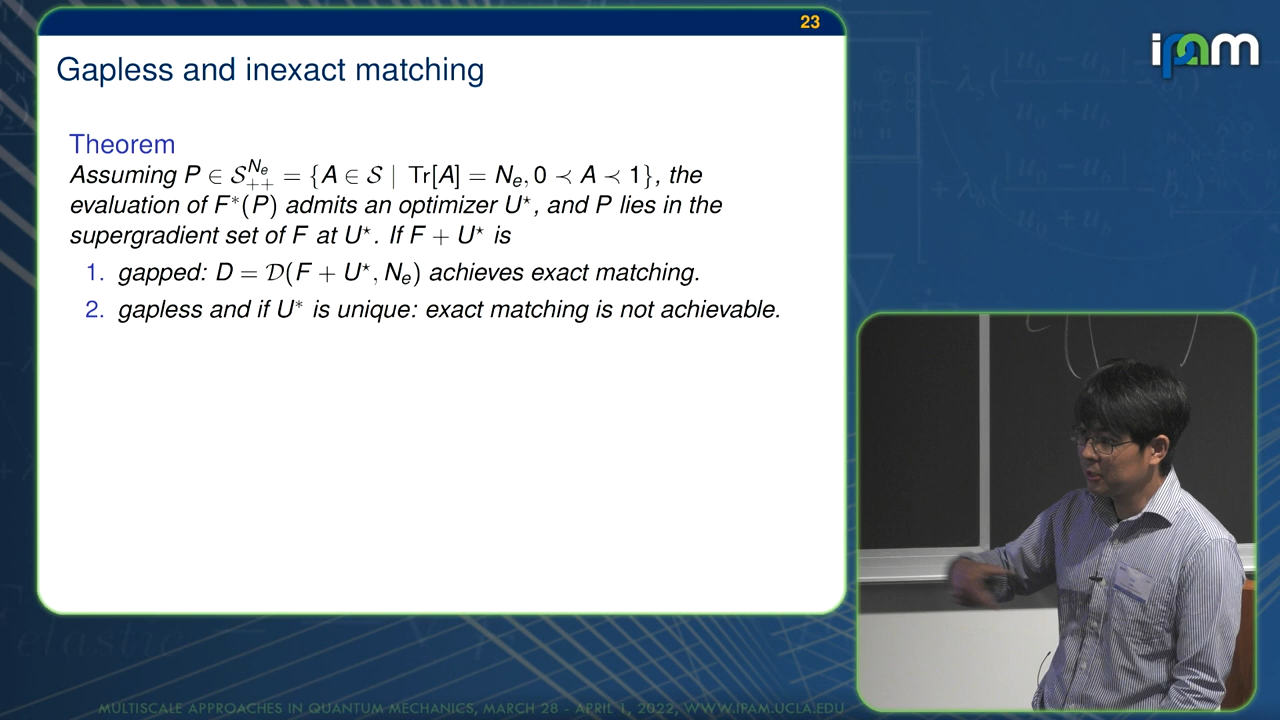 23
ipam
Gapless and inexact matching
Theorem
Assuming P ∈ 𝒮₊₊^{Nₑ} = {A ∈ 𝒮 | Tr[A] = Nₑ, 0 ≺ A ≺ 1}, the
evaluation of F*(P) admits an optimizer U⋆, and P lies in the
supergradient set of F at U⋆. If F + U⋆ is
1. gapped: D = 𝒟(F + U⋆, Nₑ) achieves exact matching.
2. gapless and if U* is unique: exact matching is not achievable.
elastic
MULTISCALE APPROACHES IN QUANTUM MECHANICS, MARCH 28 - APRIL 1, 2022, WWW.IPAM.UCLA.EDU